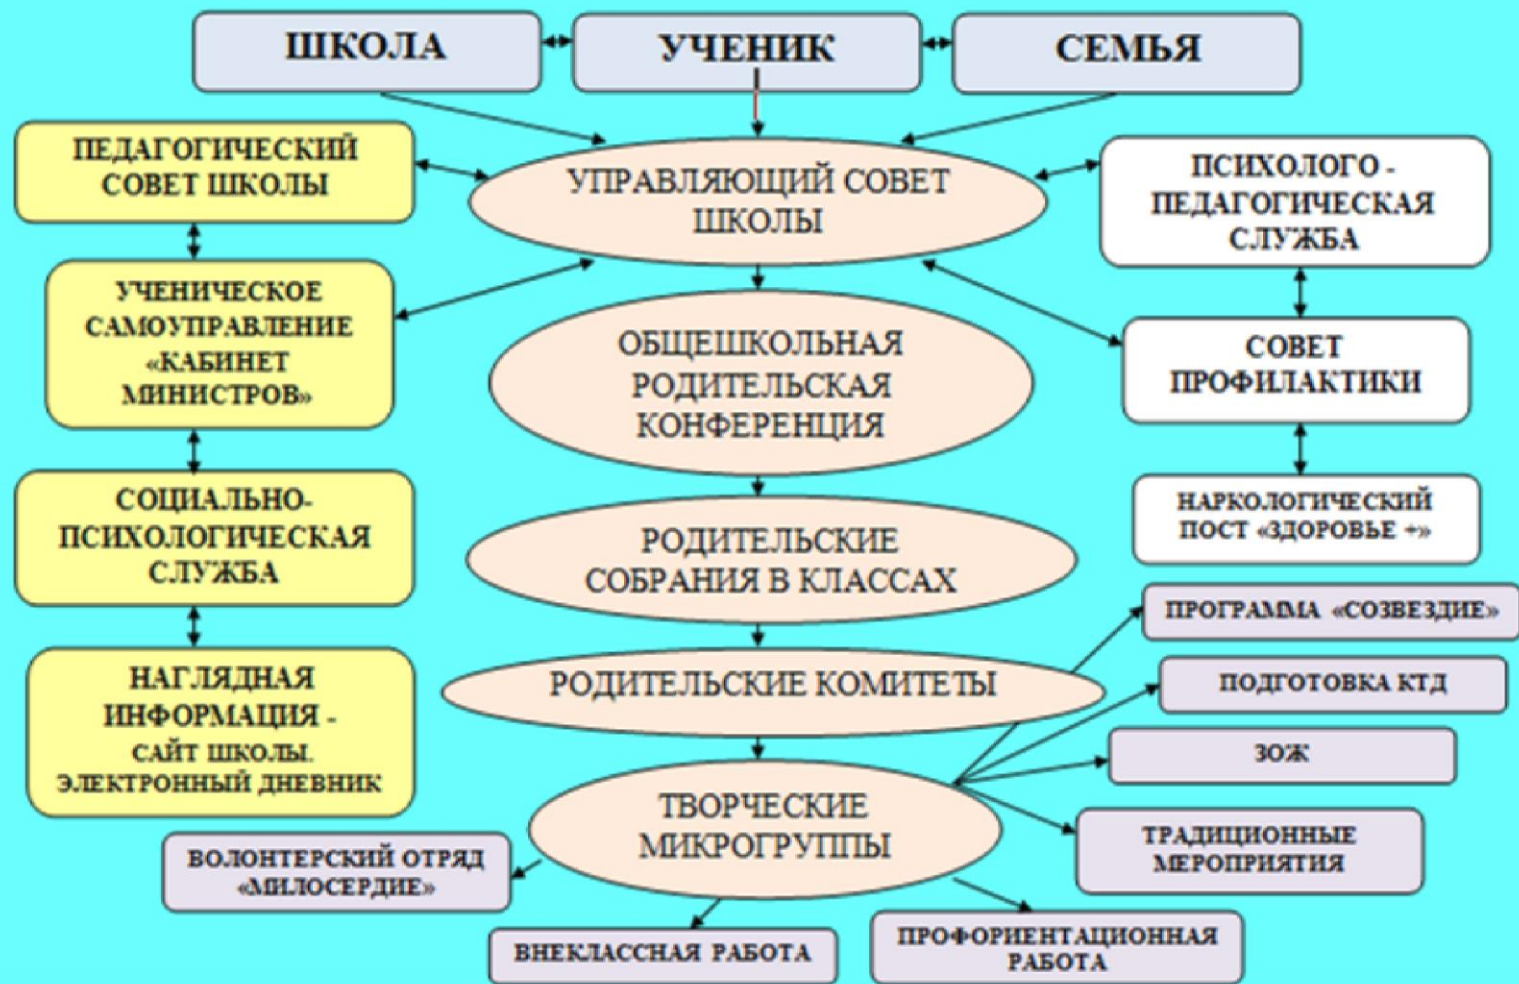 ШКОЛА
УЧЕНИК
СЕМЬЯ
ПЕДАГОГИЧЕСКИЙ
СОВЕТ ШКОЛЫ
УПРАВЛЯЮЩИЙ СОВЕТ
ШКОЛЫ
ПСИХОЛОГО -
ПЕДАГОГИЧЕСКАЯ
СЛУЖБА
УЧЕНИЧЕСКОЕ
САМОУПРАВЛЕНИЕ
«КАБИНЕТ
МИНИСТРОВ»
ОБЩЕШКОЛЬНАЯ
РОДИТЕЛЬСКАЯ
КОНФЕРЕНЦИЯ
СОВЕТ
ПРОФИЛАКТИКИ
СОЦИАЛЬНО-
ПСИХОЛОГИЧЕСКАЯ
СЛУЖБА
РОДИТЕЛЬСКИЕ
СОБРАНИЯ В КЛАССАХ
НАРКОЛОГИЧЕСКИЙ
ПОСТ «ЗДОРОВЬЕ +»
ПРОГРАММА «СОЗВЕЗДИЕ»
НАГЛЯДНАЯ
ИНФОРМАЦИЯ -
САЙТ ШКОЛЫ.
ЭЛЕКТРОННЫЙ ДНЕВНИК
РОДИТЕЛЬСКИЕ КОМИТЕТЫ
ПОДГОТОВКА КТД
ЗОЖ
ТВОРЧЕСКИЕ
МИКРОГРУППЫ
ТРАДИЦИОННЫЕ
МЕРОПРИЯТИЯ
ВОЛОНТЕРСКИЙ ОТРЯД
«МИЛОСЕРДИЕ»
ВНЕКЛАССНАЯ РАБОТА
ПРОФОРИЕНТАЦИОННАЯ
РАБОТА